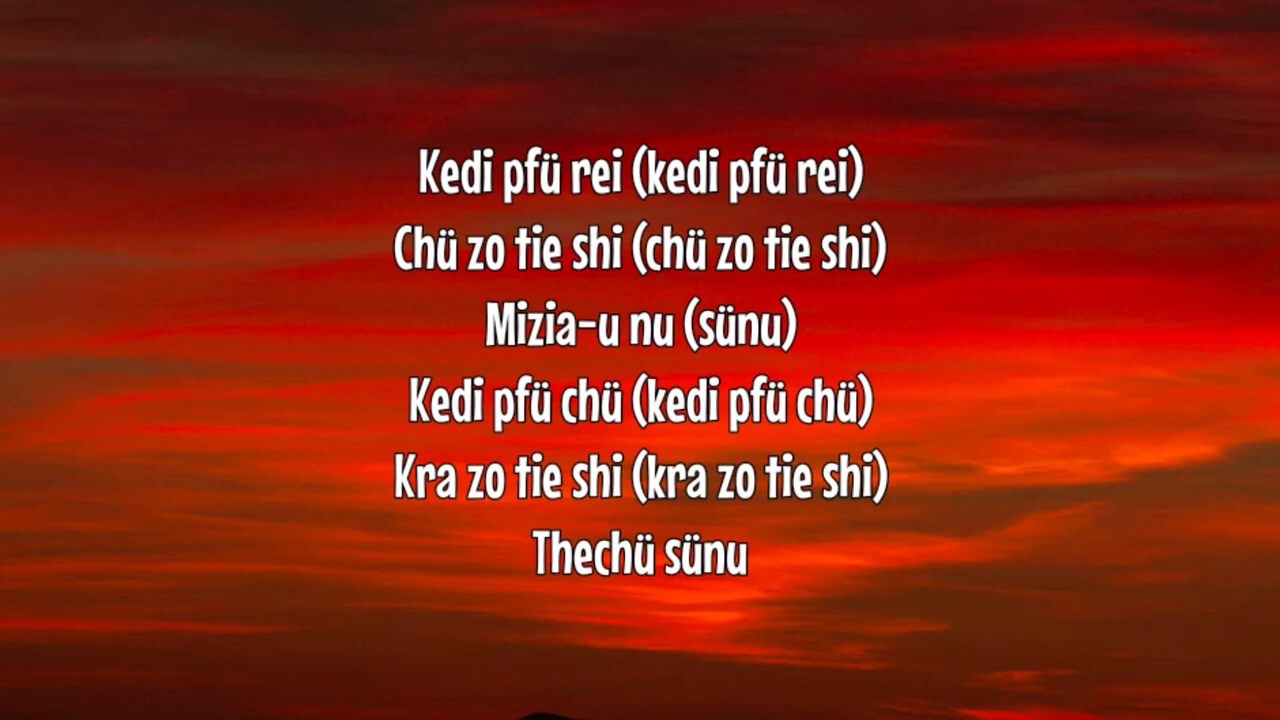 Kedi pfü rei (kedi pfü rei)
Chü zo tie shi (chü zo tie shi)
Mizia-u nu (sünu)
Kedi pfü chü (kedi pfü chü)
Kra zo tie shi (kra zo tie shi)
Thechü sünu